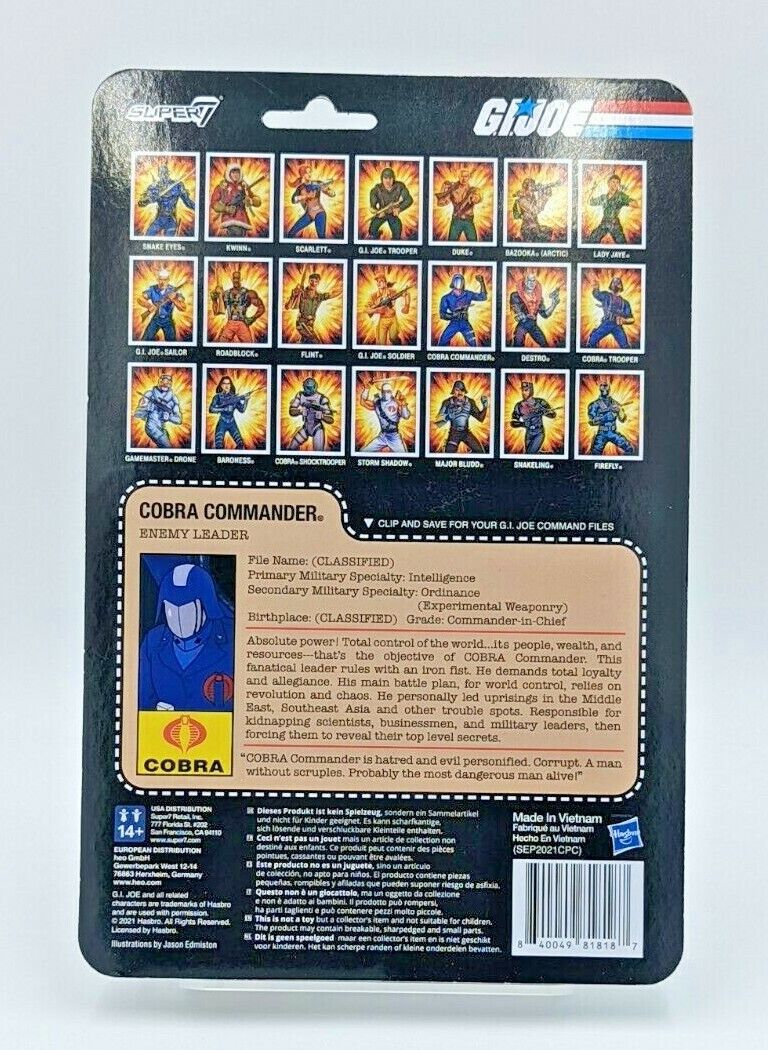 SUPER7
G.I. JOE
SNAKE EYES®
KWINN®
SCARLETT®
G.I. JOE® TROOPER
DUKE®
BAZOOKA® (ARCTIC)
LADY JAYE®
G.I. JOE® SAILOR
ROADBLOCK®
FLINT®
G.I. JOE® SOLDIER
COBRA COMMANDER®
DESTRO®
COBRA® TROOPER
GAMEMASTER® DRONE
BARONESS®
COBRA® SHOCKTROOPER
STORM SHADOW®
MAJOR BLUDD®
SNAKELING®
FIREFLY®
COBRA COMMANDER®
ENEMY LEADER
▼ CLIP AND SAVE FOR YOUR G.I. JOE COMMAND FILES
File Name: (CLASSIFIED)
Primary Military Specialty: Intelligence
Secondary Military Specialty: Ordinance
(Experimental Weaponry)
Birthplace: (CLASSIFIED) Grade: Commander-in-Chief
Absolute power! Total control of the world...its people, wealth, and
resources---that's the objective of COBRA Commander. This
fanatical leader rules with an iron fist. He demands total loyalty
and allegiance. His main battle plan, for world control, relies on
revolution and chaos. He personally led uprisings in the Middle
East, Southeast Asia and other trouble spots. Responsible for
kidnapping scientists, businessmen, and military leaders, then
forcing them to reveal their top level secrets.
"COBRA Commander is hatred and evil personified. Corrupt. A man
without scruples. Probably the most dangerous man alive!"
COBRA
14+
USA DISTRIBUTION
Super7 Retail, Inc.
777 Florida St. #202
San Francisco, CA 94110
www.super7.com
EUROPEAN DISTRIBUTION
heo GmbH
Gewerbepark West 12-14
76863 Herxheim, Germany
www.heo.com
G.I. JOE and all related
characters are trademarks of Hasbro
and are used with permission.
© 2021 Hasbro. All Rights Reserved.
Licensed by Hasbro.
Illustrations by Jason Edmiston
Dieses Produkt ist kein Spielzeug, sondern ein Sammelartikel
und nicht für Kinder geeignet. Es kann scharfkantige,
sich lösende und verschluckbare Kleinteile enthalten.
Ceci n'est pas un jouet mais un article de collection non
destiné aux enfants. Ce produit peut contenir des pièces
pointues, cassantes ou pouvant être avalées.
Este producto no es un juguete, sino un artículo
de colección, no apto para niños. El producto contiene piezas
pequeñas, rompibles y afiladas que pueden suponer riesgo de asfixia.
Questo non è un giocattolo, ma un oggetto da collezione
e non è adatto ai bambini. Il prodotto può rompersi,
ha parti taglienti e può contenere pezzi molto piccole.
This is not a toy but a collector's item and not suitable for children.
The product may contain breakable, sharpedged and small parts.
Dit is geen speelgoed maar een collector's item en is niet geschikt
voor kinderen. Het kan scherpe randen of kleine onderdelen bevatten.
Made in Vietnam
Fabriqué au Vietnam
Hecho En Vietnam
(SEP2021CPC)
Hasbro
8 40049 81818 7